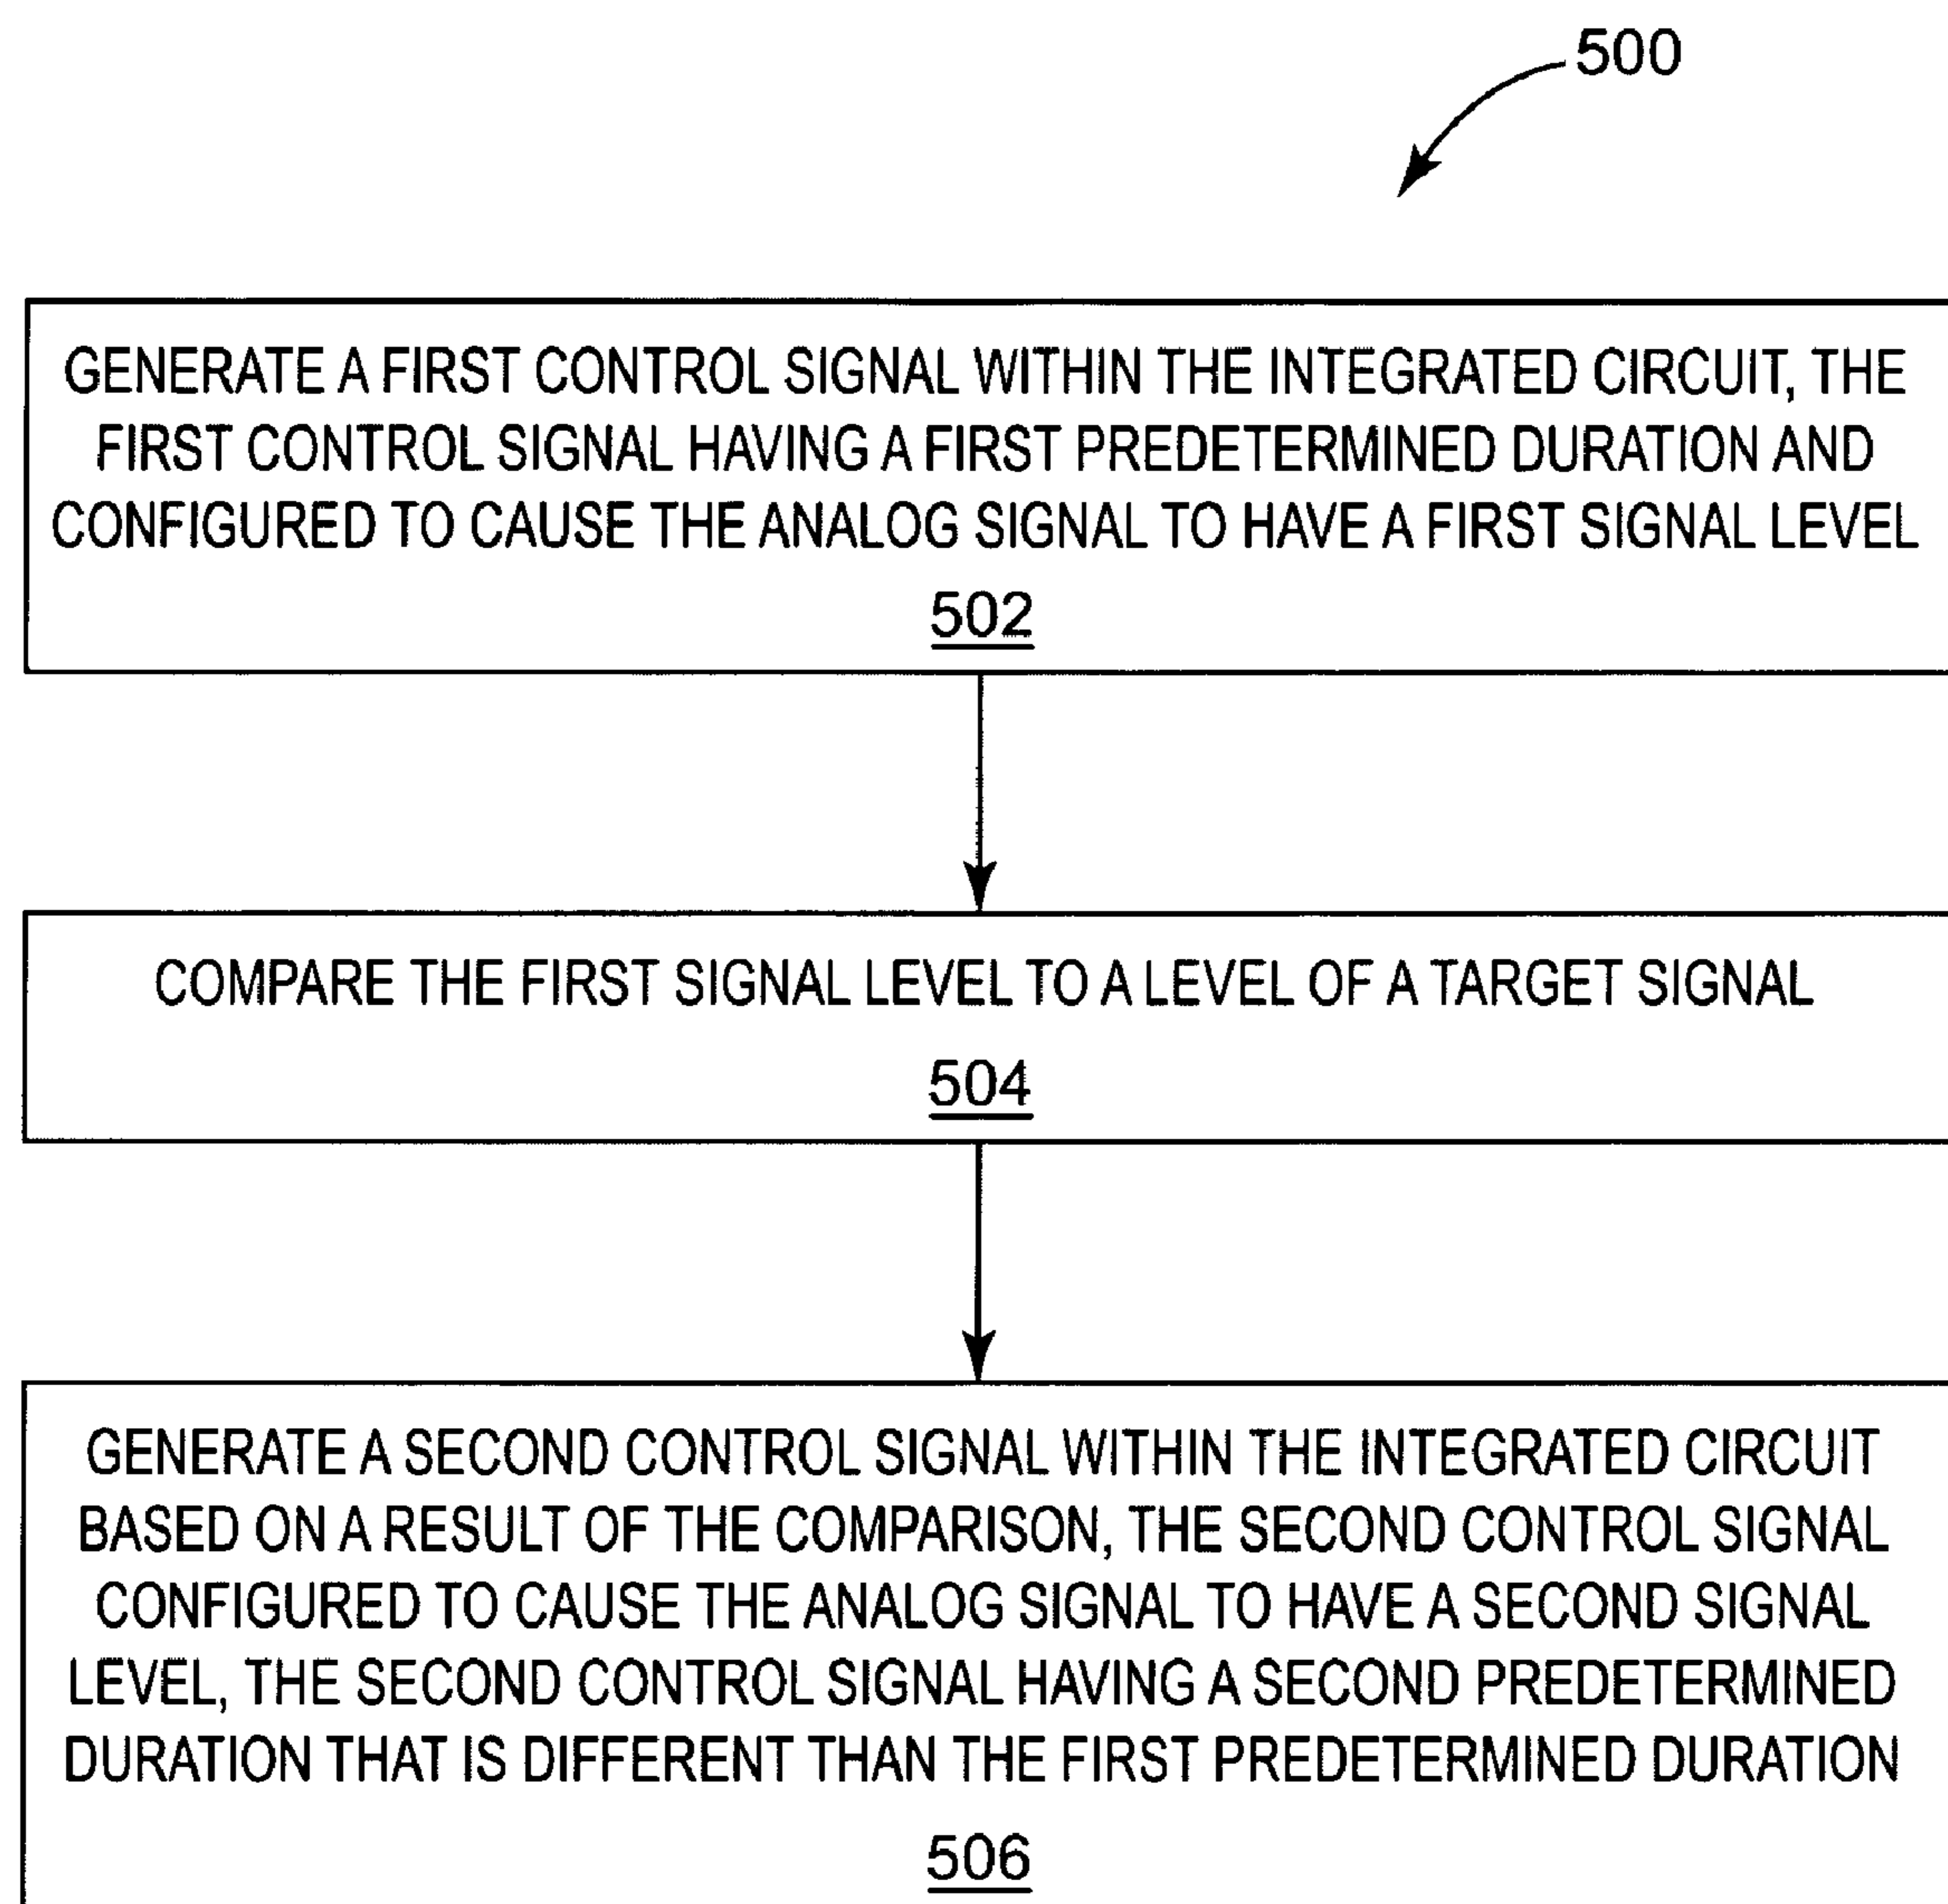 500
GENERATE A FIRST CONTROL SIGNAL WITHIN THE INTEGRATED CIRCUIT, THE
FIRST CONTROL SIGNAL HAVING A FIRST PREDETERMINED DURATION AND
CONFIGURED TO CAUSE THE ANALOG SIGNAL TO HAVE A FIRST SIGNAL LEVEL
502
COMPARE THE FIRST SIGNAL LEVEL TO A LEVEL OF A TARGET SIGNAL
504
GENERATE A SECOND CONTROL SIGNAL WITHIN THE INTEGRATED CIRCUIT
BASED ON A RESULT OF THE COMPARISON, THE SECOND CONTROL SIGNAL
CONFIGURED TO CAUSE THE ANALOG SIGNAL TO HAVE A SECOND SIGNAL
LEVEL, THE SECOND CONTROL SIGNAL HAVING A SECOND PREDETERMINED
DURATION THAT IS DIFFERENT THAN THE FIRST PREDETERMINED DURATION
506